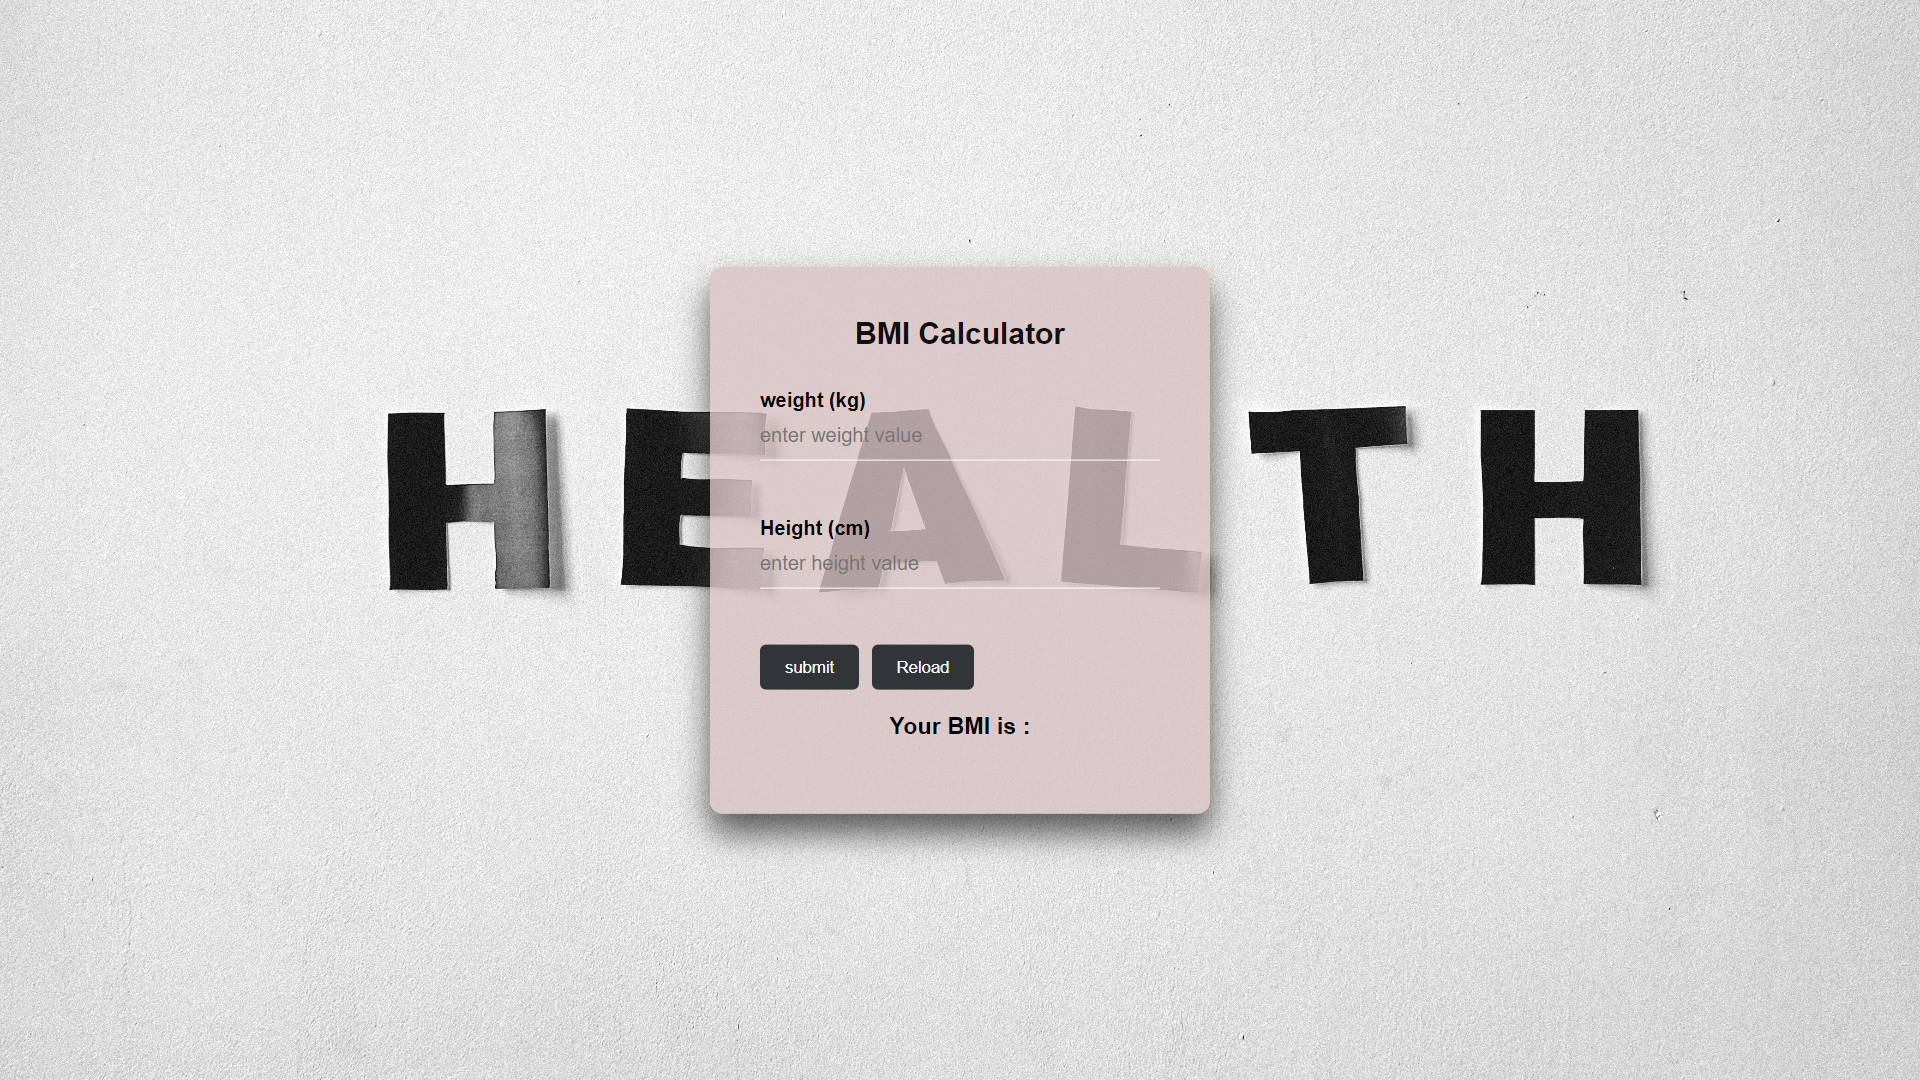 HEALTH
BMI Calculator
weight (kg)
enter weight value
Height (cm)
enter height value
submit
Reload
Your BMI is :